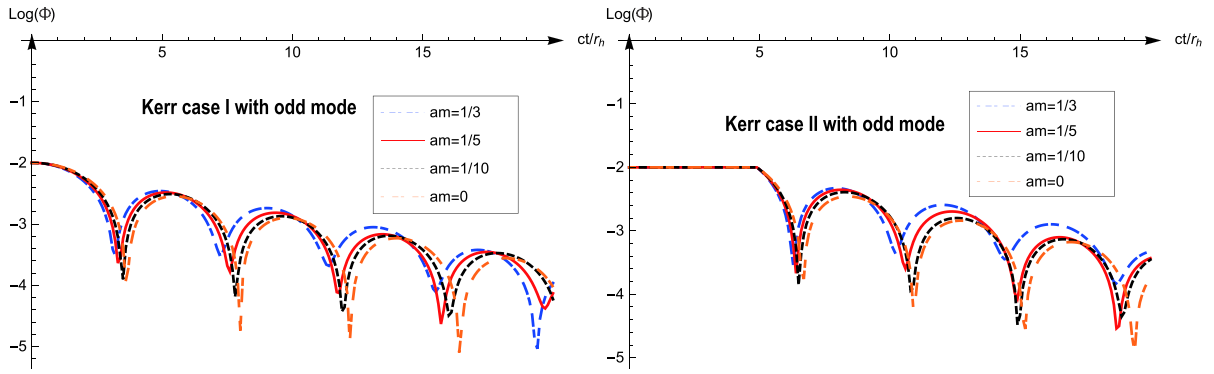 Log(Φ)
ct/rₕ
5
10
15
−1
−2
−3
−4
−5
Kerr case I with odd mode
am=1/3
am=1/5
am=1/10
am=0
Log(Φ)
ct/rₕ
5
10
15
−1
−2
−3
−4
−5
Kerr case II with odd mode
am=1/3
am=1/5
am=1/10
am=0